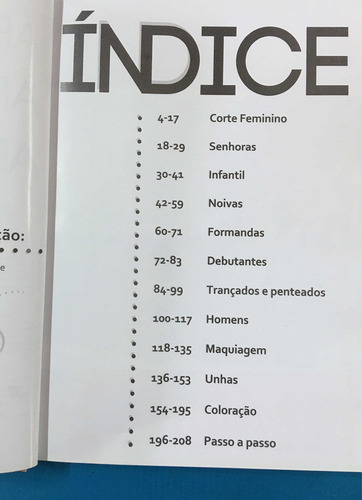 ÍNDICE
4-17 Corte Feminino
18-29 Senhoras
30-41 Infantil
42-59 Noivas
60-71 Formandas
72-83 Debutantes
84-99 Trançados e penteados
100-117 Homens
118-135 Maquiagem
136-153 Unhas
154-195 Coloração
196-208 Passo a passo
ção:
e